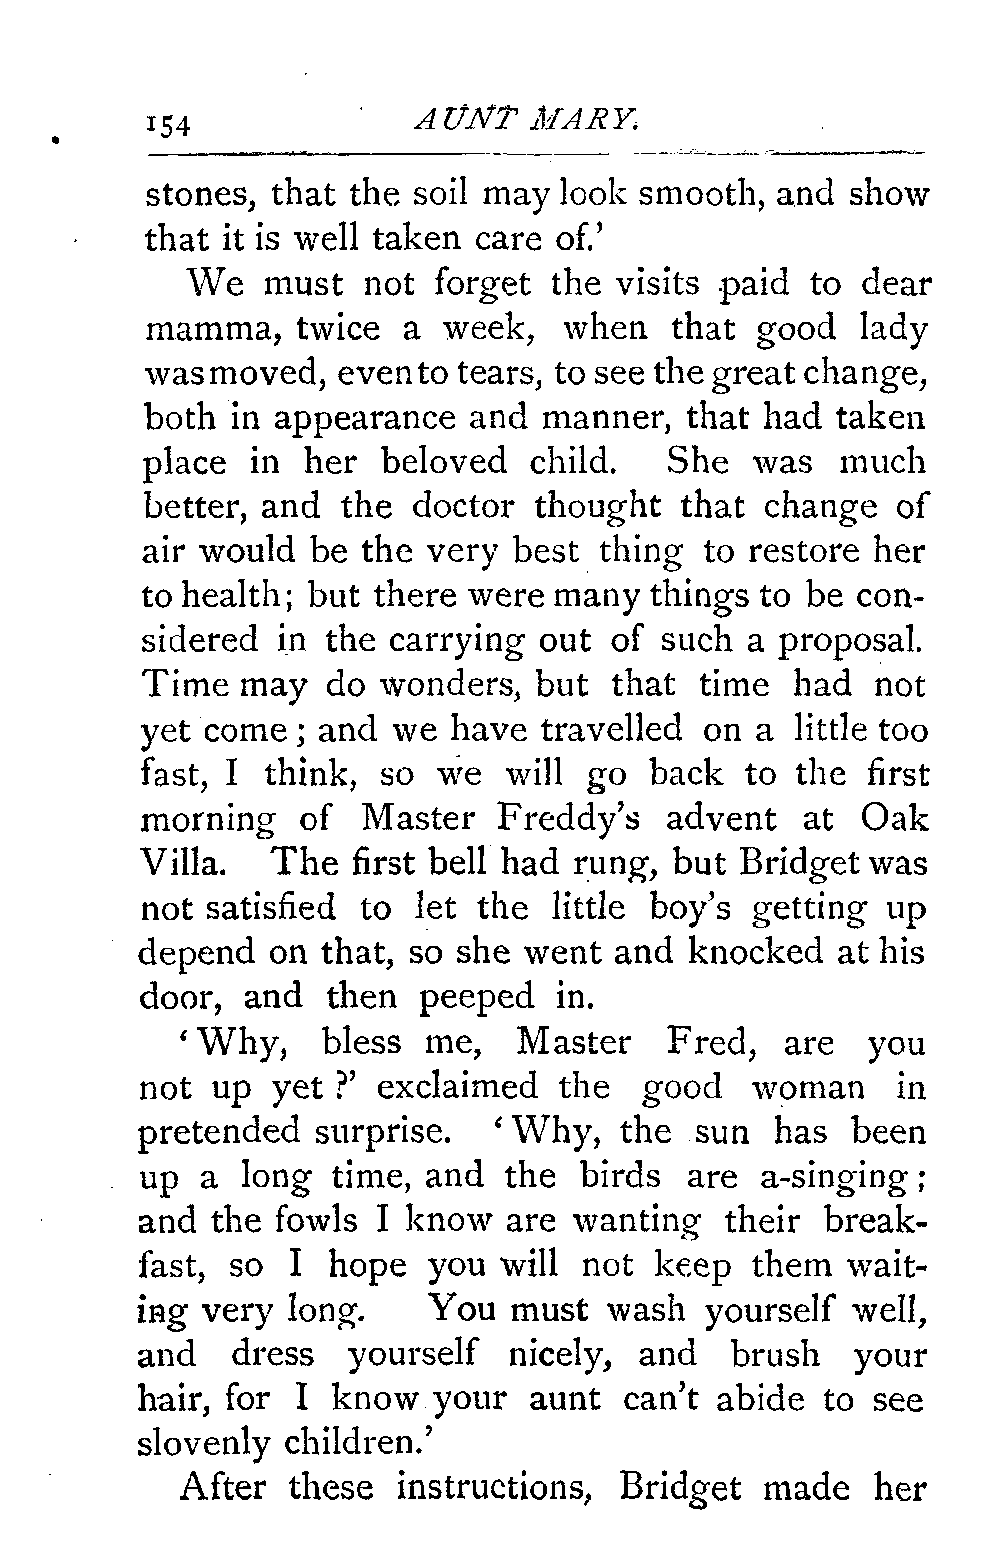 154 AUNT MARY.
stones, that the soil may look smooth, and show
that it is well taken care of.’
We must not forget the visits paid to dear
mamma, twice a week, when that good lady
was moved, even to tears, to see the great change,
both in appearance and manner, that had taken
place in her beloved child. She was much
better, and the doctor thought that change of
air would be the very best thing to restore her
to health; but there were many things to be con-
sidered in the carrying out of such a proposal.
Time may do wonders, but that time had not
yet come; and we have travelled on a little too
fast, I think, so we will go back to the first
morning of Master Freddy’s advent at Oak
Villa. The first bell had rung, but Bridget was
not satisfied to let the little boy’s getting up
depend on that, so she went and knocked at his
door, and then peeped in.
‘Why, bless me, Master Fred, are you
not up yet?’ exclaimed the good woman in
pretended surprise. ‘Why, the sun has been
up a long time, and the birds are a-singing;
and the fowls I know are wanting their break-
fast, so I hope you will not keep them wait-
ing very long. You must wash yourself well,
and dress yourself nicely, and brush your
hair, for I know your aunt can’t abide to see
slovenly children.’
After these instructions, Bridget made her